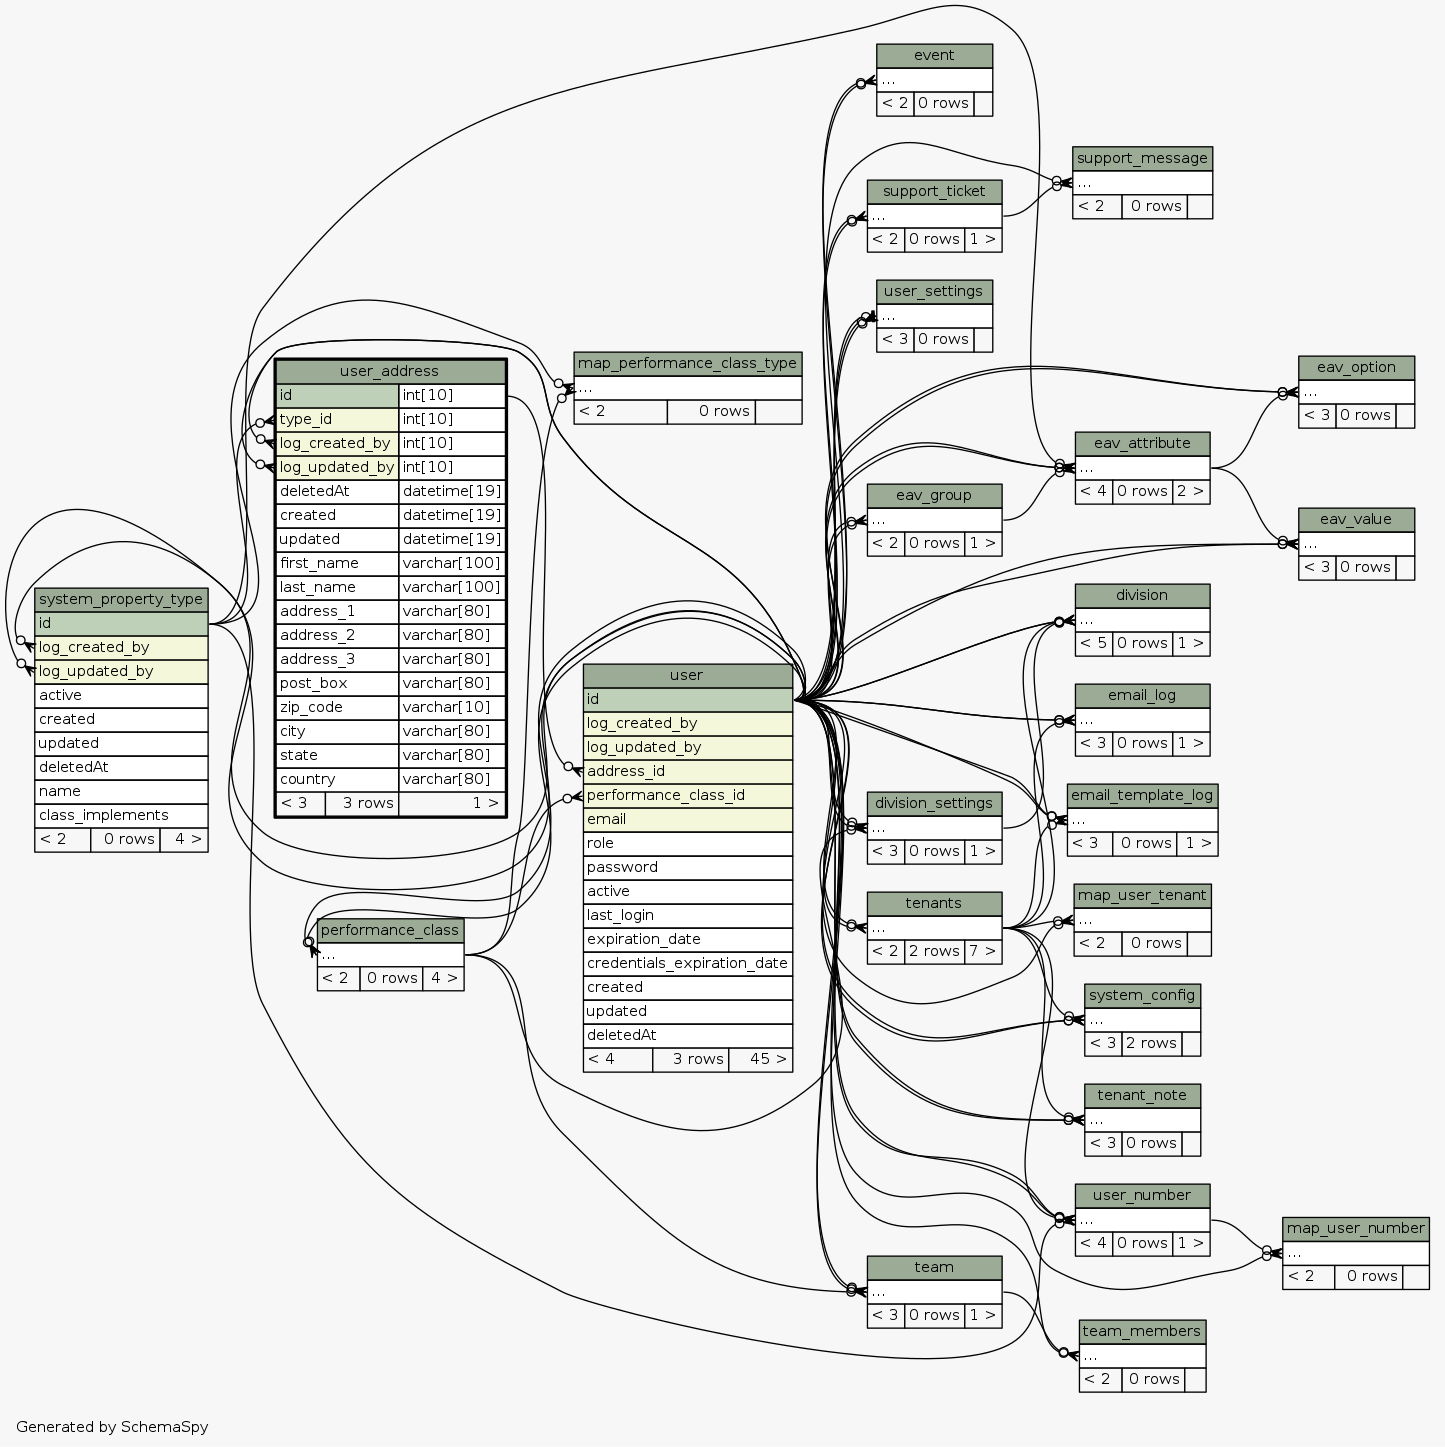 event
...
< 2 0 rows
support_message
...
< 2 0 rows
support_ticket
...
< 2 0 rows 1 >
user_settings
...
< 3 0 rows
user_address
id int[10]
type_id int[10]
log_created_by int[10]
log_updated_by int[10]
deletedAt datetime[19]
created datetime[19]
updated datetime[19]
first_name varchar[100]
last_name varchar[100]
address_1 varchar[80]
address_2 varchar[80]
address_3 varchar[80]
post_box varchar[80]
zip_code varchar[10]
city varchar[80]
state varchar[80]
country varchar[80]
< 3 3 rows 1 >
map_performance_class_type
...
< 2 0 rows
eav_option
...
< 3 0 rows
eav_attribute
...
< 4 0 rows 2 >
eav_group
...
< 2 0 rows 1 >
eav_value
...
< 3 0 rows
system_property_type
id
log_created_by
log_updated_by
active
created
updated
deletedAt
name
class_implements
< 2 0 rows 4 >
division
...
< 5 0 rows 1 >
user
id
log_created_by
log_updated_by
address_id
performance_class_id
email
role
password
active
last_login
expiration_date
credentials_expiration_date
created
updated
deletedAt
< 4 3 rows 45 >
email_log
...
< 3 0 rows 1 >
division_settings
...
< 3 0 rows 1 >
email_template_log
...
< 3 0 rows 1 >
tenants
...
< 2 2 rows 7 >
map_user_tenant
...
< 2 0 rows
performance_class
...
< 2 0 rows 4 >
system_config
...
< 3 2 rows
tenant_note
...
< 3 0 rows
user_number
...
< 4 0 rows 1 >
map_user_number
...
< 2 0 rows
team
...
< 3 0 rows 1 >
team_members
...
< 2 0 rows
Generated by SchemaSpy